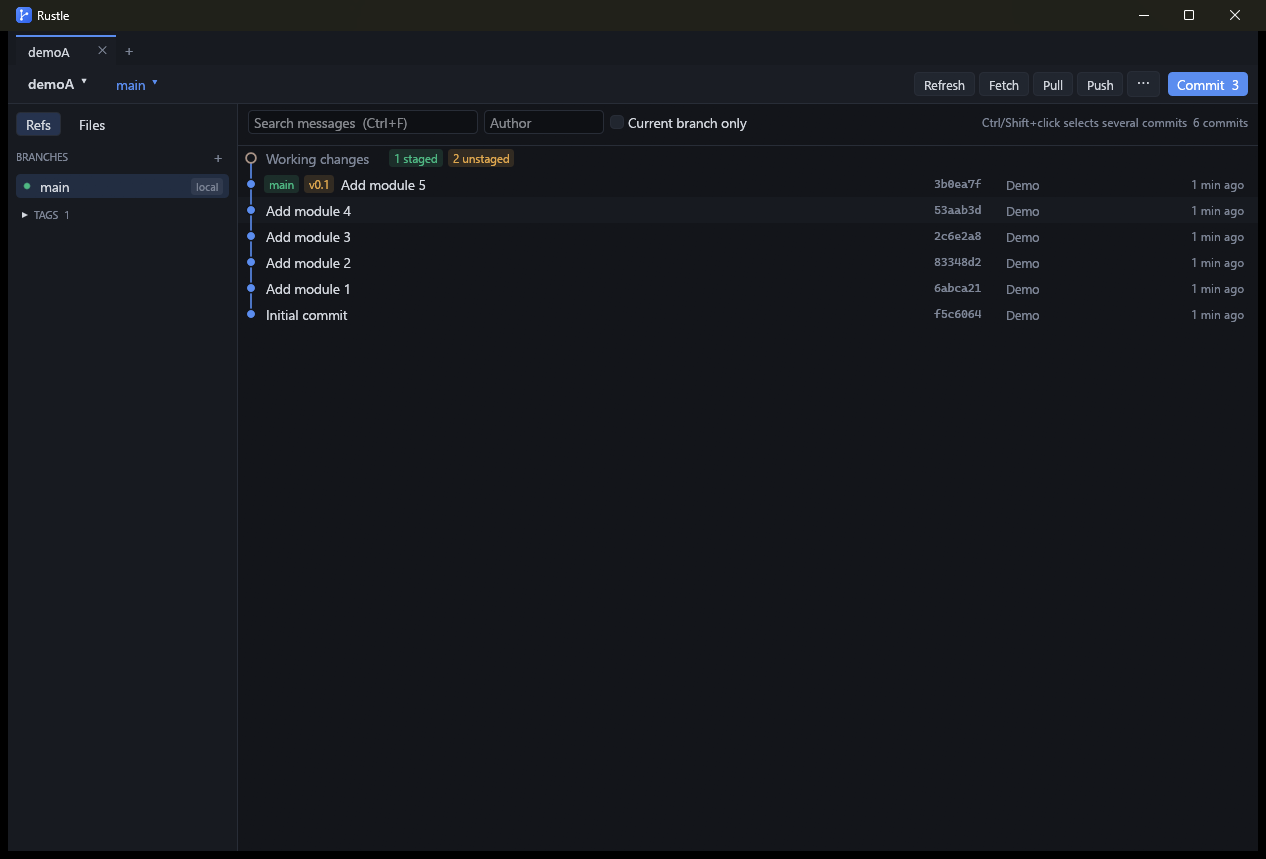 Rustle
demoA
demoA main Refresh Fetch Pull Push ... Commit 3
Refs Files
Search messages (Ctrl+F) Author Current branch only Ctrl/Shift+click selects several commits 6 commits
BRANCHES +
main local
TAGS 1
Working changes 1 staged 2 unstaged
main v0.1 Add module 5 3b0ea7f Demo 1 min ago
Add module 4 53aab3d Demo 1 min ago
Add module 3 2c6e2a8 Demo 1 min ago
Add module 2 83348d2 Demo 1 min ago
Add module 1 6abca21 Demo 1 min ago
Initial commit f5c6064 Demo 1 min ago